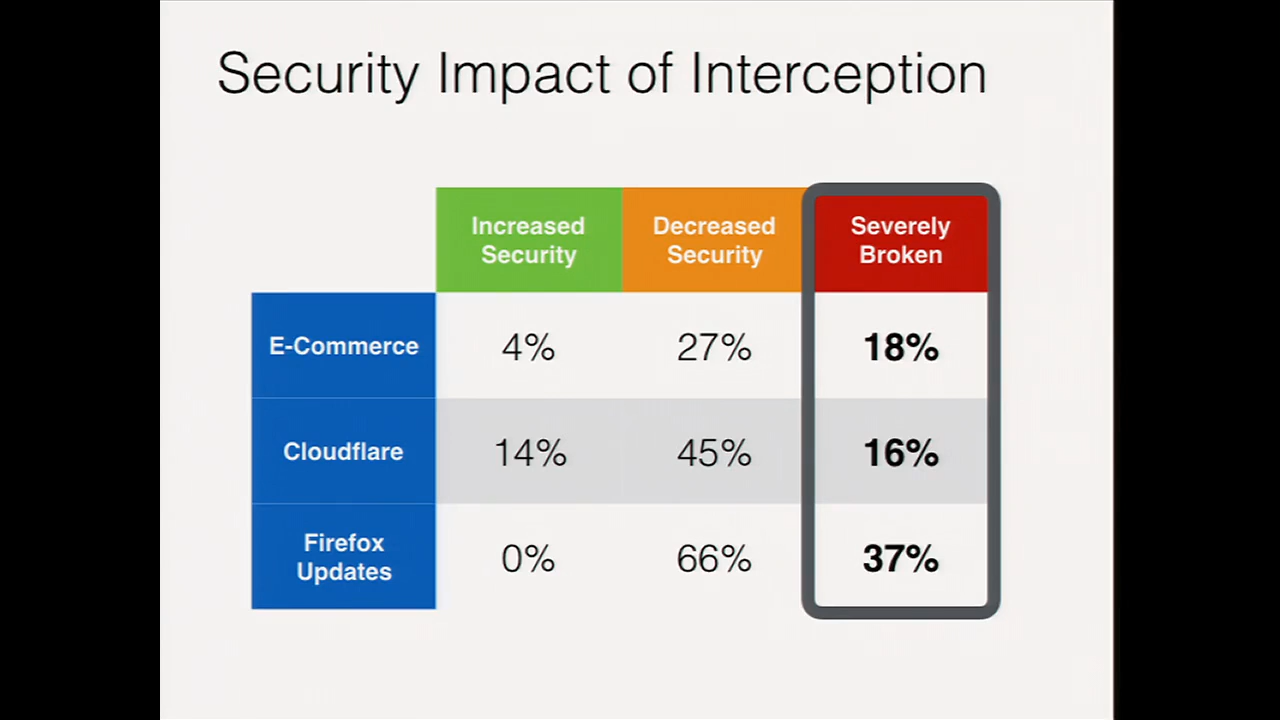 Security Impact of Interception
Increased Decreased Severely
Security Security Broken
E-Commerce 4% 27% 18%
Cloudflare 14% 45% 16%
Firefox
Updates 0% 66% 37%